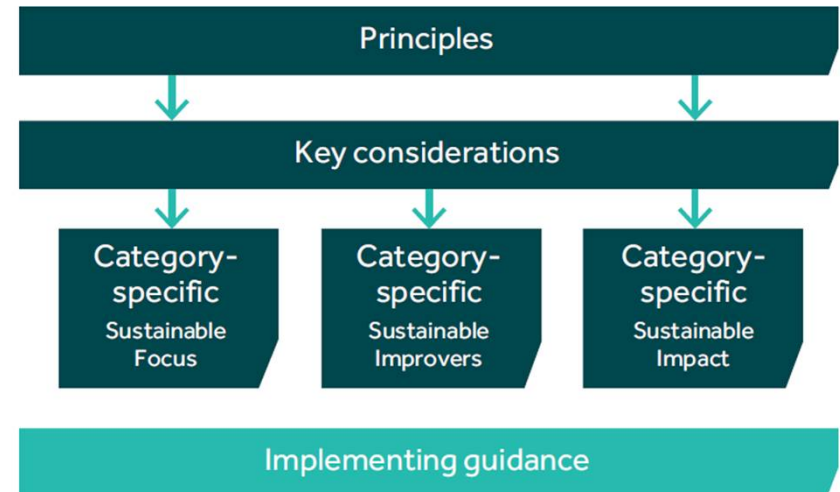 Principles
Key considerations
Category-
specific
Sustainable
Focus
Category-
specific
Sustainable
Improvers
Category-
specific
Sustainable
Impact
Implementing guidance